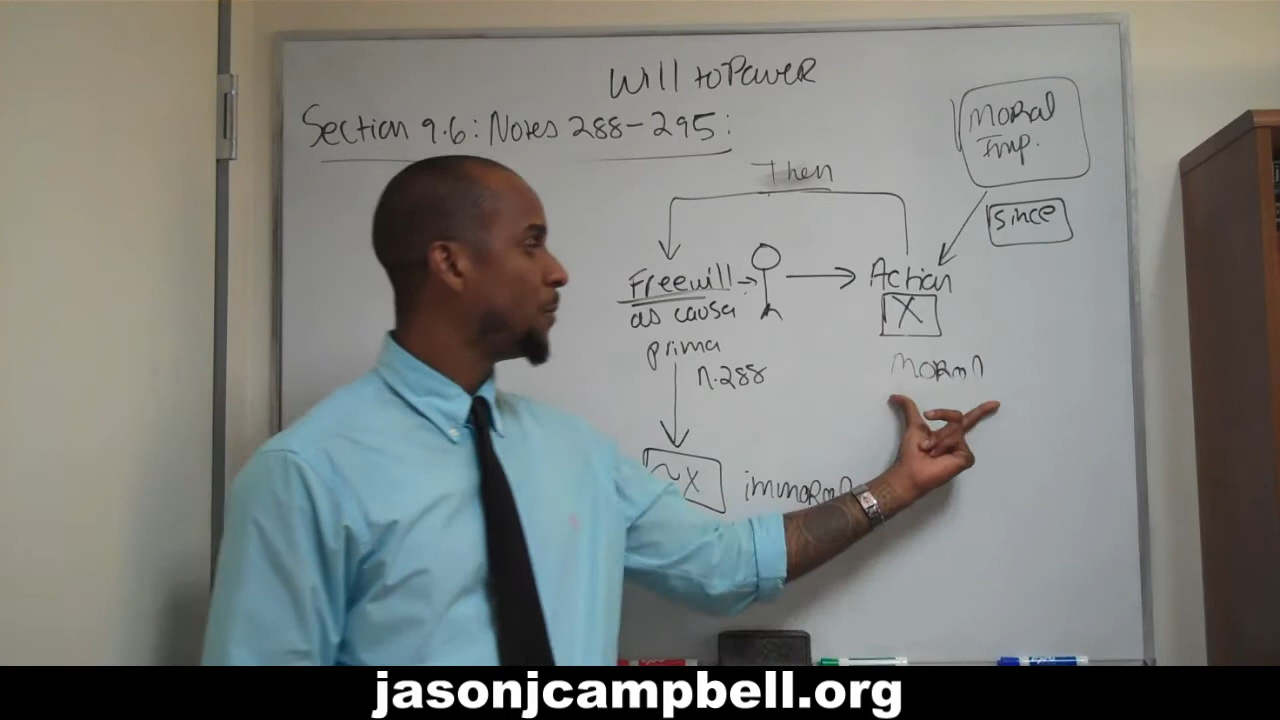 Will to Power
Section 9.6: Notes 288-295:
Moral
Imp.
Then
Since
Freewill
Action
as causa
X
prima
n.288
moral
~X
immoral
jasonjcampbell.org